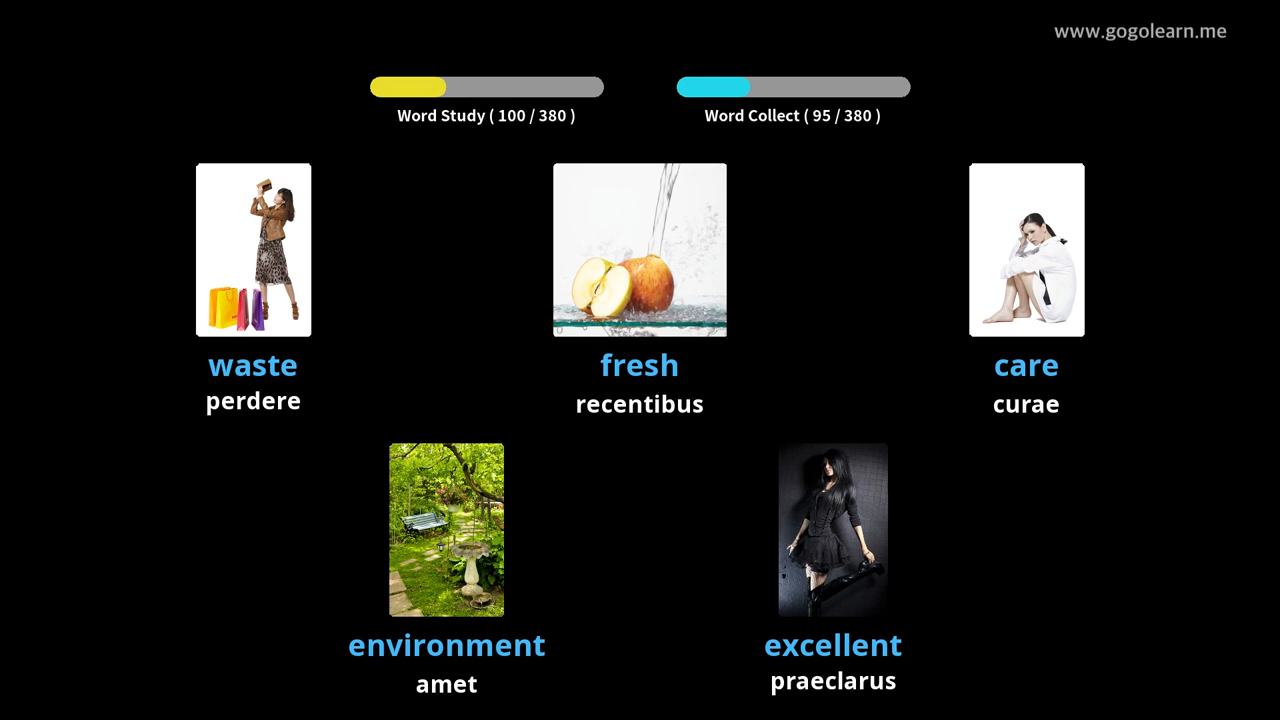 www.gogolearn.me
Word Study ( 100 / 380 )
Word Collect ( 95 / 380 )
waste
perdere
fresh
recentibus
care
curae
environment
amet
excellent
praeclarus